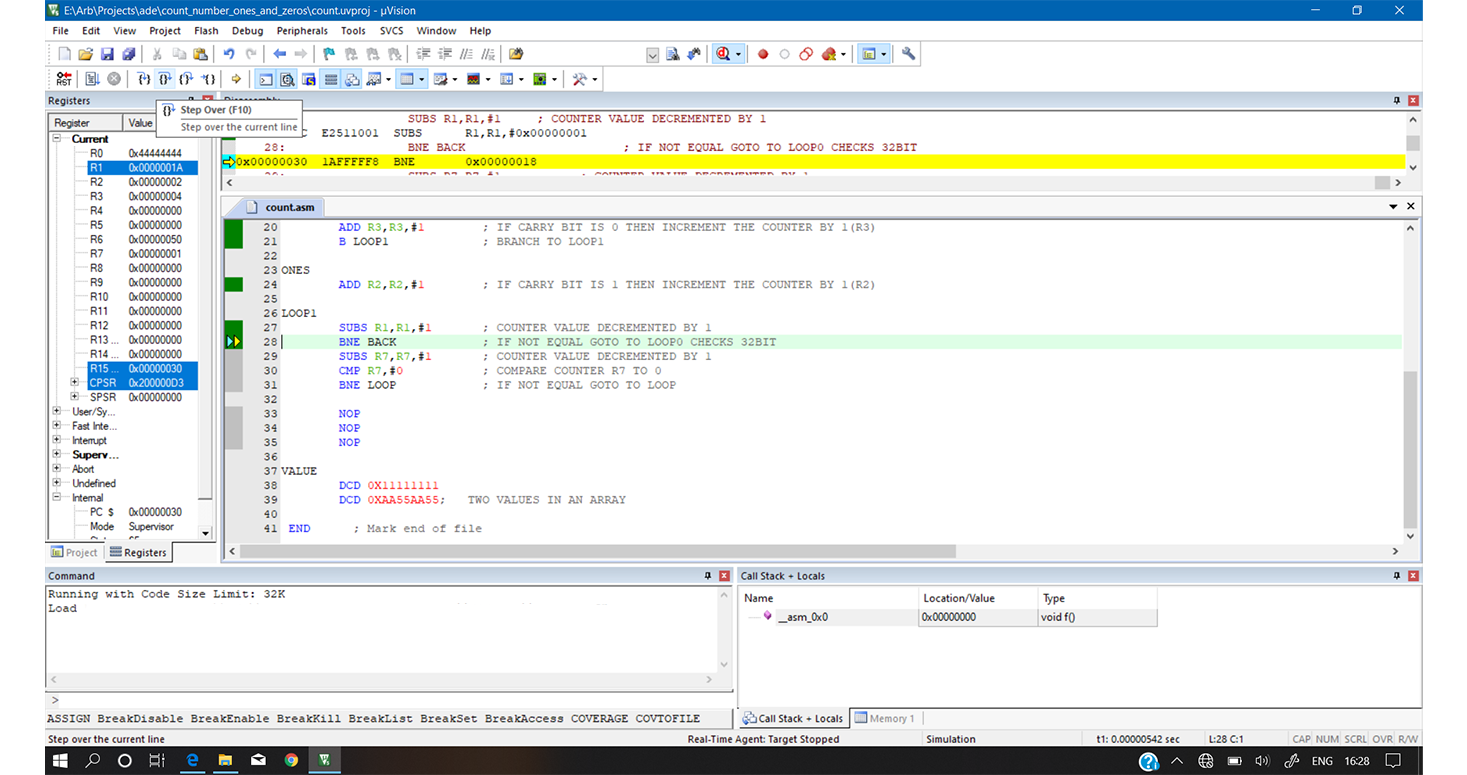 E:\Arb\Projects\ade\count_number_ones_and_zeros\count.uvproj - µVision
File Edit View Project Flash Debug Peripherals Tools SVCS Window Help
RST
Registers
Register Value
Current
R0 0x44444444
R1 0x0000001A
R2 0x00000002
R3 0x00000004
R4 0x00000000
R5 0x00000000
R6 0x00000050
R7 0x00000001
R8 0x00000000
R9 0x00000000
R10 0x00000000
R11 0x00000000
R12 0x00000000
R13 ... 0x00000000
R14 ... 0x00000000
R15 ... 0x00000030
CPSR 0x200000D3
SPSR 0x00000000
User/Sy...
Fast Inte...
Interrupt
Superv...
Abort
Undefined
Internal
PC $ 0x00000030
Mode Supervisor
Project Registers
Step Over (F10)
Step over the current line
SUBS R1,R1,#1 ; COUNTER VALUE DECREMENTED BY 1
C E2511001 SUBS R1,R1,#0x00000001
28: BNE BACK ; IF NOT EQUAL GOTO TO LOOP0 CHECKS 32BIT
0x00000030 1AFFFFF8 BNE 0x00000018
count.asm
20 ADD R3,R3,#1 ; IF CARRY BIT IS 0 THEN INCREMENT THE COUNTER BY 1(R3)
21 B LOOP1 ; BRANCH TO LOOP1
22
23 ONES
24 ADD R2,R2,#1 ; IF CARRY BIT IS 1 THEN INCREMENT THE COUNTER BY 1(R2)
25
26 LOOP1
27 SUBS R1,R1,#1 ; COUNTER VALUE DECREMENTED BY 1
28 BNE BACK ; IF NOT EQUAL GOTO TO LOOP0 CHECKS 32BIT
29 SUBS R7,R7,#1 ; COUNTER VALUE DECREMENTED BY 1
30 CMP R7,#0 ; COMPARE COUNTER R7 TO 0
31 BNE LOOP ; IF NOT EQUAL GOTO TO LOOP
32
33 NOP
34 NOP
35 NOP
36
37 VALUE
38 DCD 0X11111111
39 DCD 0XAA55AA55; TWO VALUES IN AN ARRAY
40
41 END ; Mark end of file
Command
Running with Code Size Limit: 32K
Load
>
ASSIGN BreakDisable BreakEnable BreakKill BreakList BreakSet BreakAccess COVERAGE COVTOFILE
Call Stack + Locals
Name Location/Value Type
__asm_0x0 0x00000000 void f()
Call Stack + Locals Memory 1
Step over the current line Real-Time Agent: Target Stopped Simulation t1: 0.00000542 sec L:28 C:1 CAP NUM SCRL OVR R/W
ENG 16:28